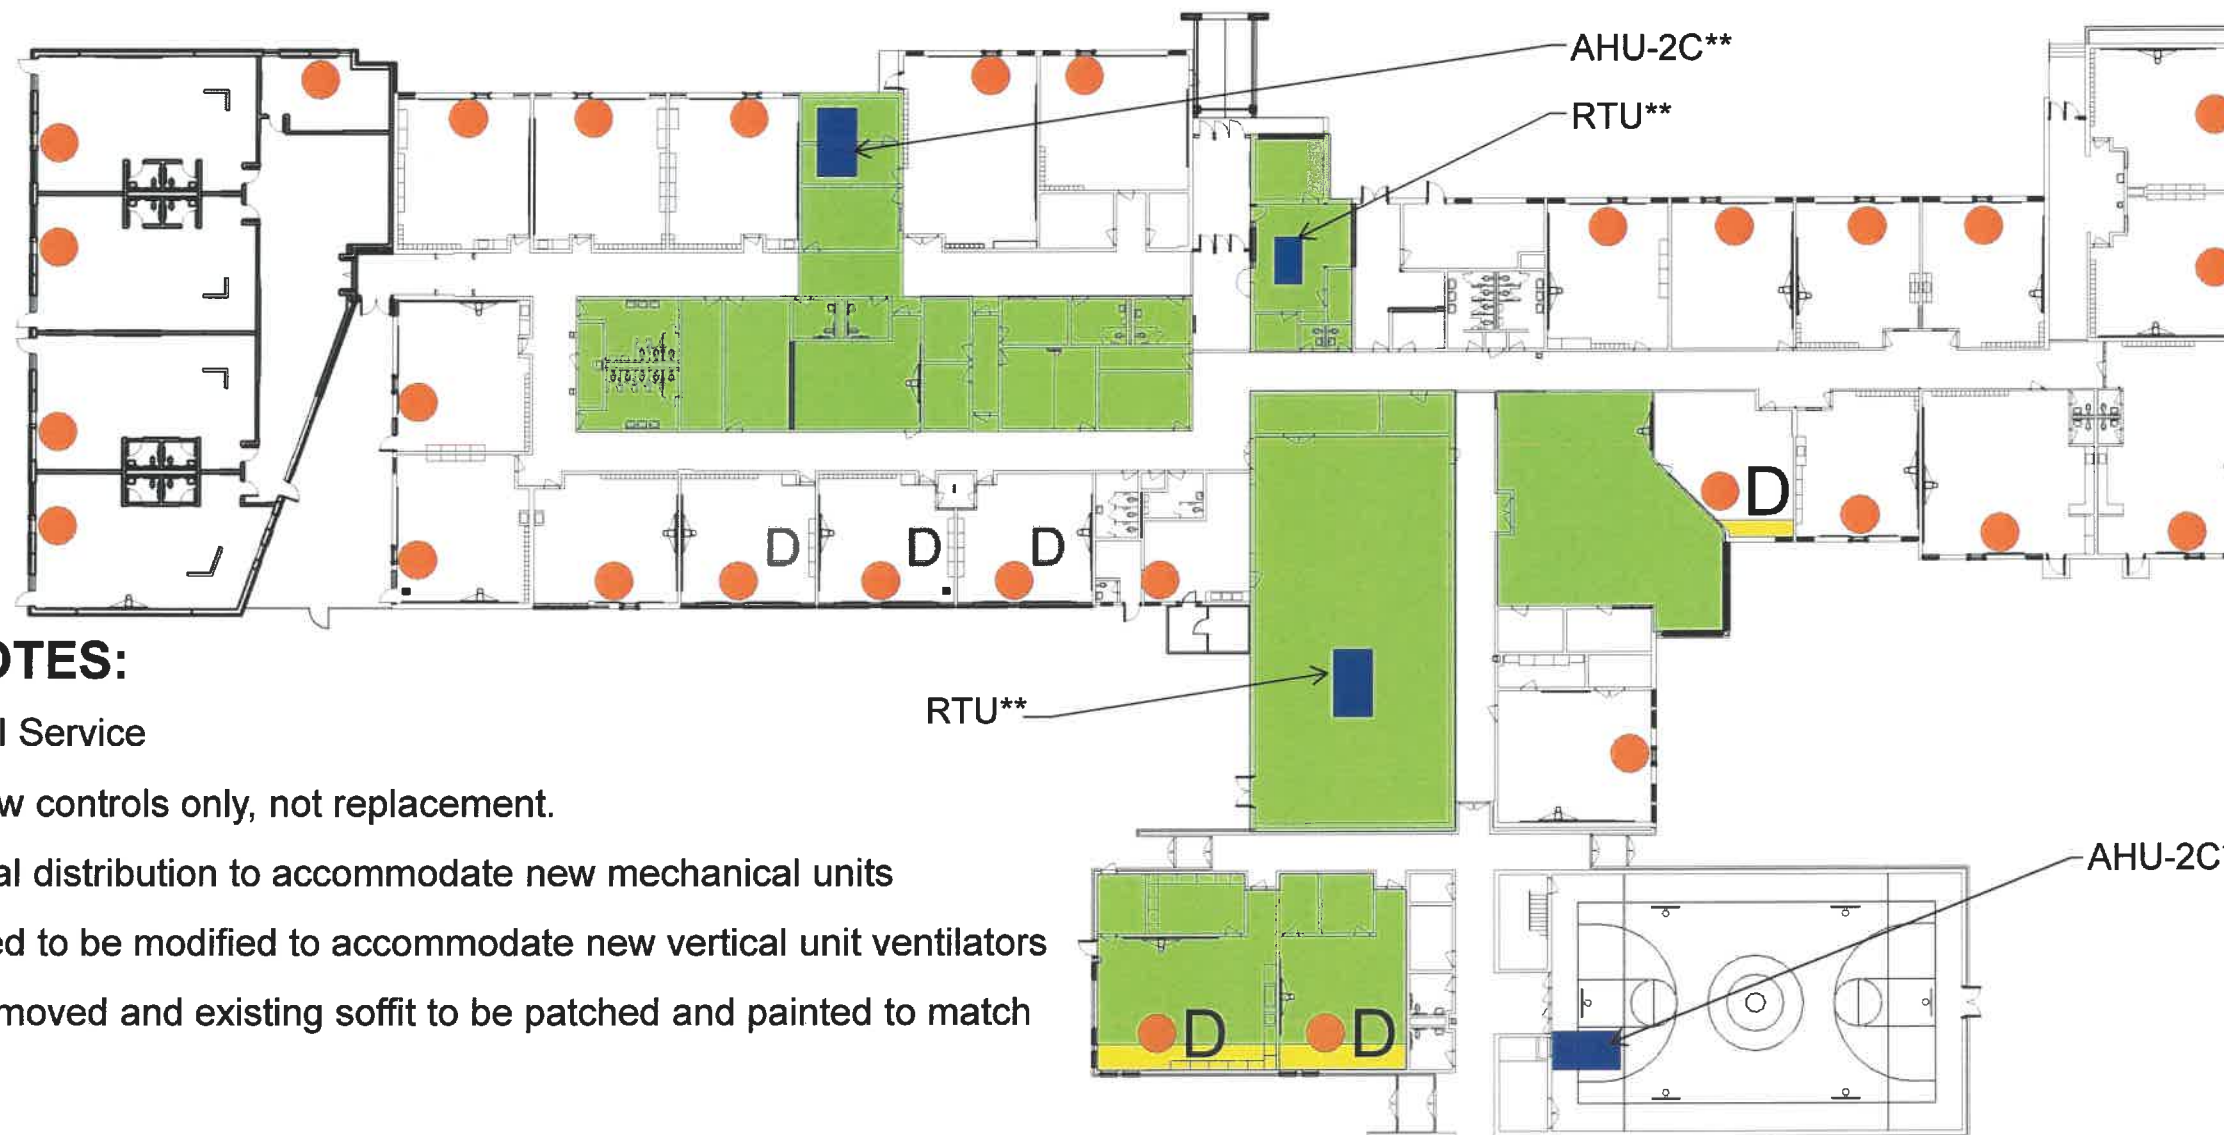 AHU-2C**
RTU**
D
D D D
OTES:
RTU**
l Service
w controls only, not replacement.
AHU-2C
al distribution to accommodate new mechanical units
ed to be modified to accommodate new vertical unit ventilators
moved and existing soffit to be patched and painted to match
D D